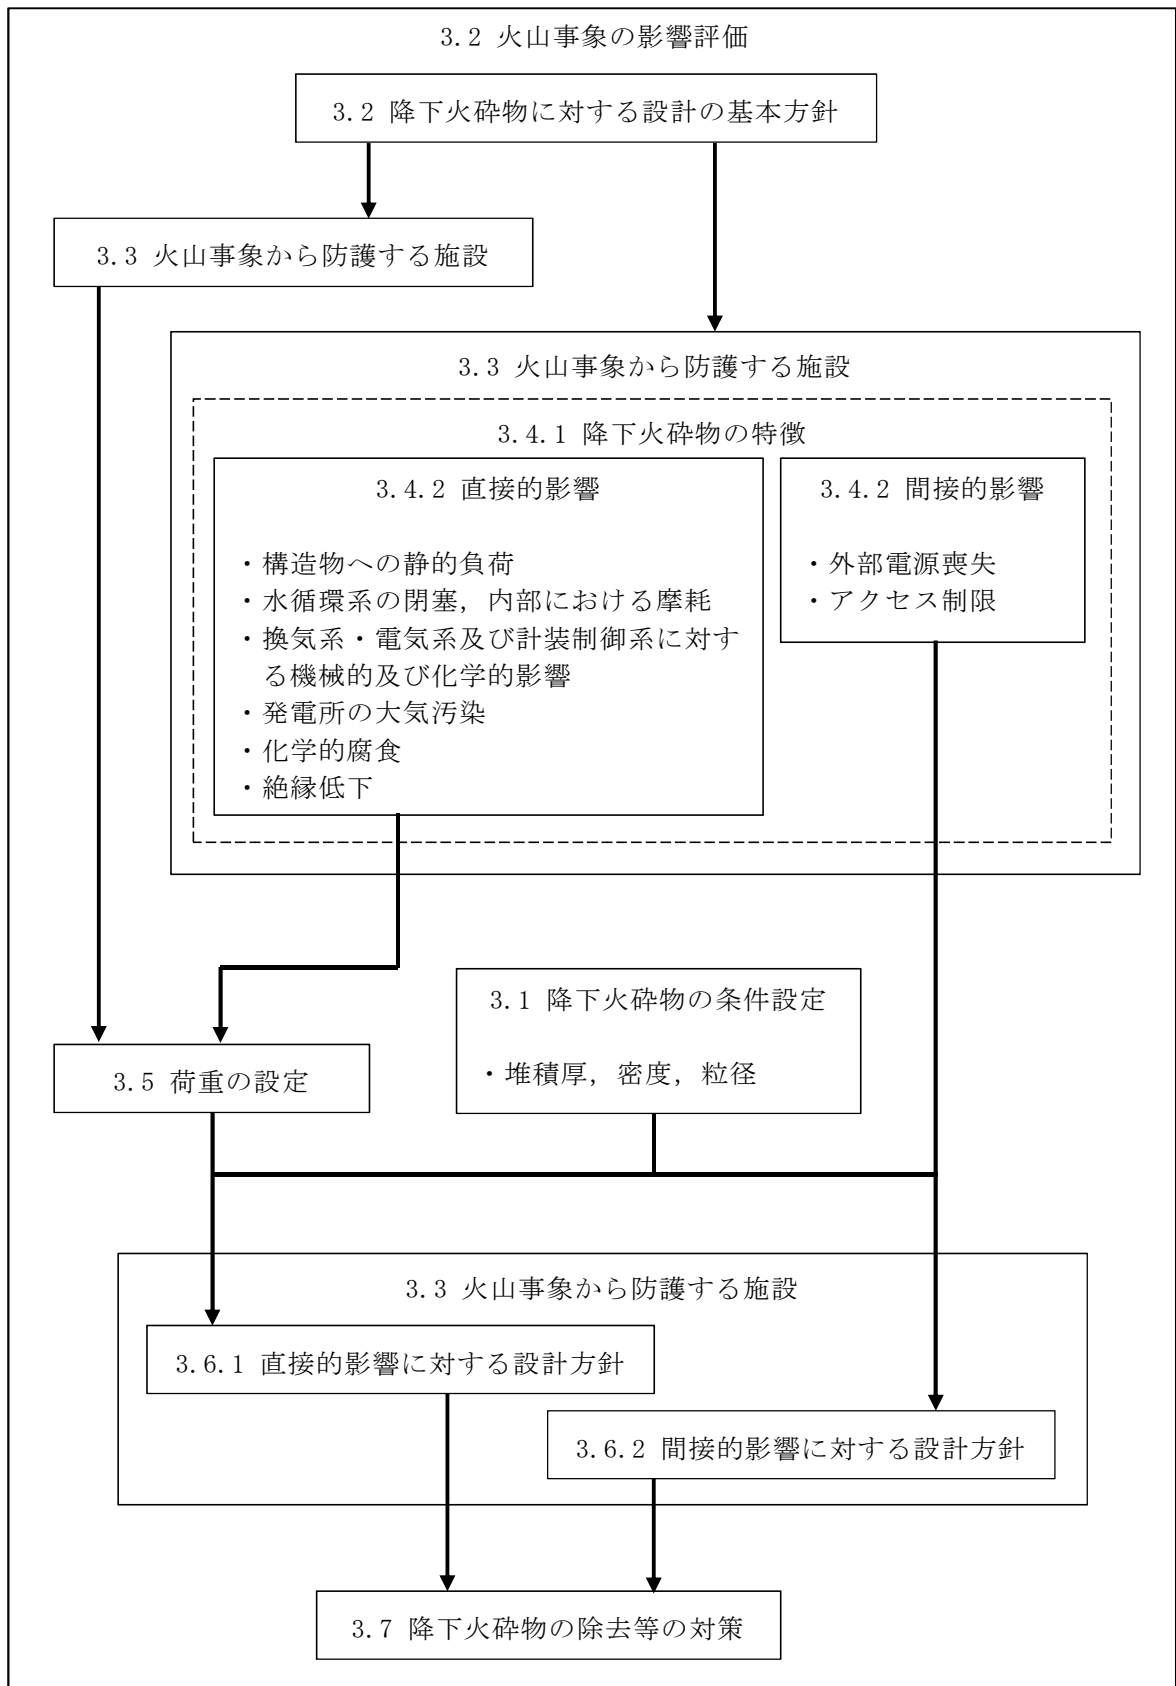 3.2 火山事象の影響評価
3.2 降下火砕物に対する設計の基本方針
3.3 火山事象から防護する施設
3.3 火山事象から防護する施設
3.4.1 降下火砕物の特徴
3.4.2 直接的影響
・構造物への静的負荷
・水循環系の閉塞，内部における摩耗
・換気系・電気系及び計装制御系に対す
る機械的及び化学的影響
・発電所の大気汚染
・化学的腐食
・絶縁低下
3.4.2 間接的影響
・外部電源喪失
・アクセス制限
3.1 降下火砕物の条件設定
・堆積厚，密度，粒径
3.5 荷重の設定
3.3 火山事象から防護する施設
3.6.1 直接的影響に対する設計方針
3.6.2 間接的影響に対する設計方針
3.7 降下火砕物の除去等の対策